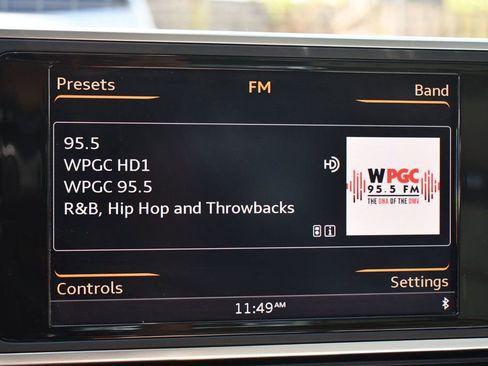 Presets
FM
Band
95.5
WPGC HD1
WPGC 95.5
R&B, Hip Hop and Throwbacks
HD
WPGC
95.5 FM
THE DNA OF THE DMV
i
Controls
Settings
11:49AM